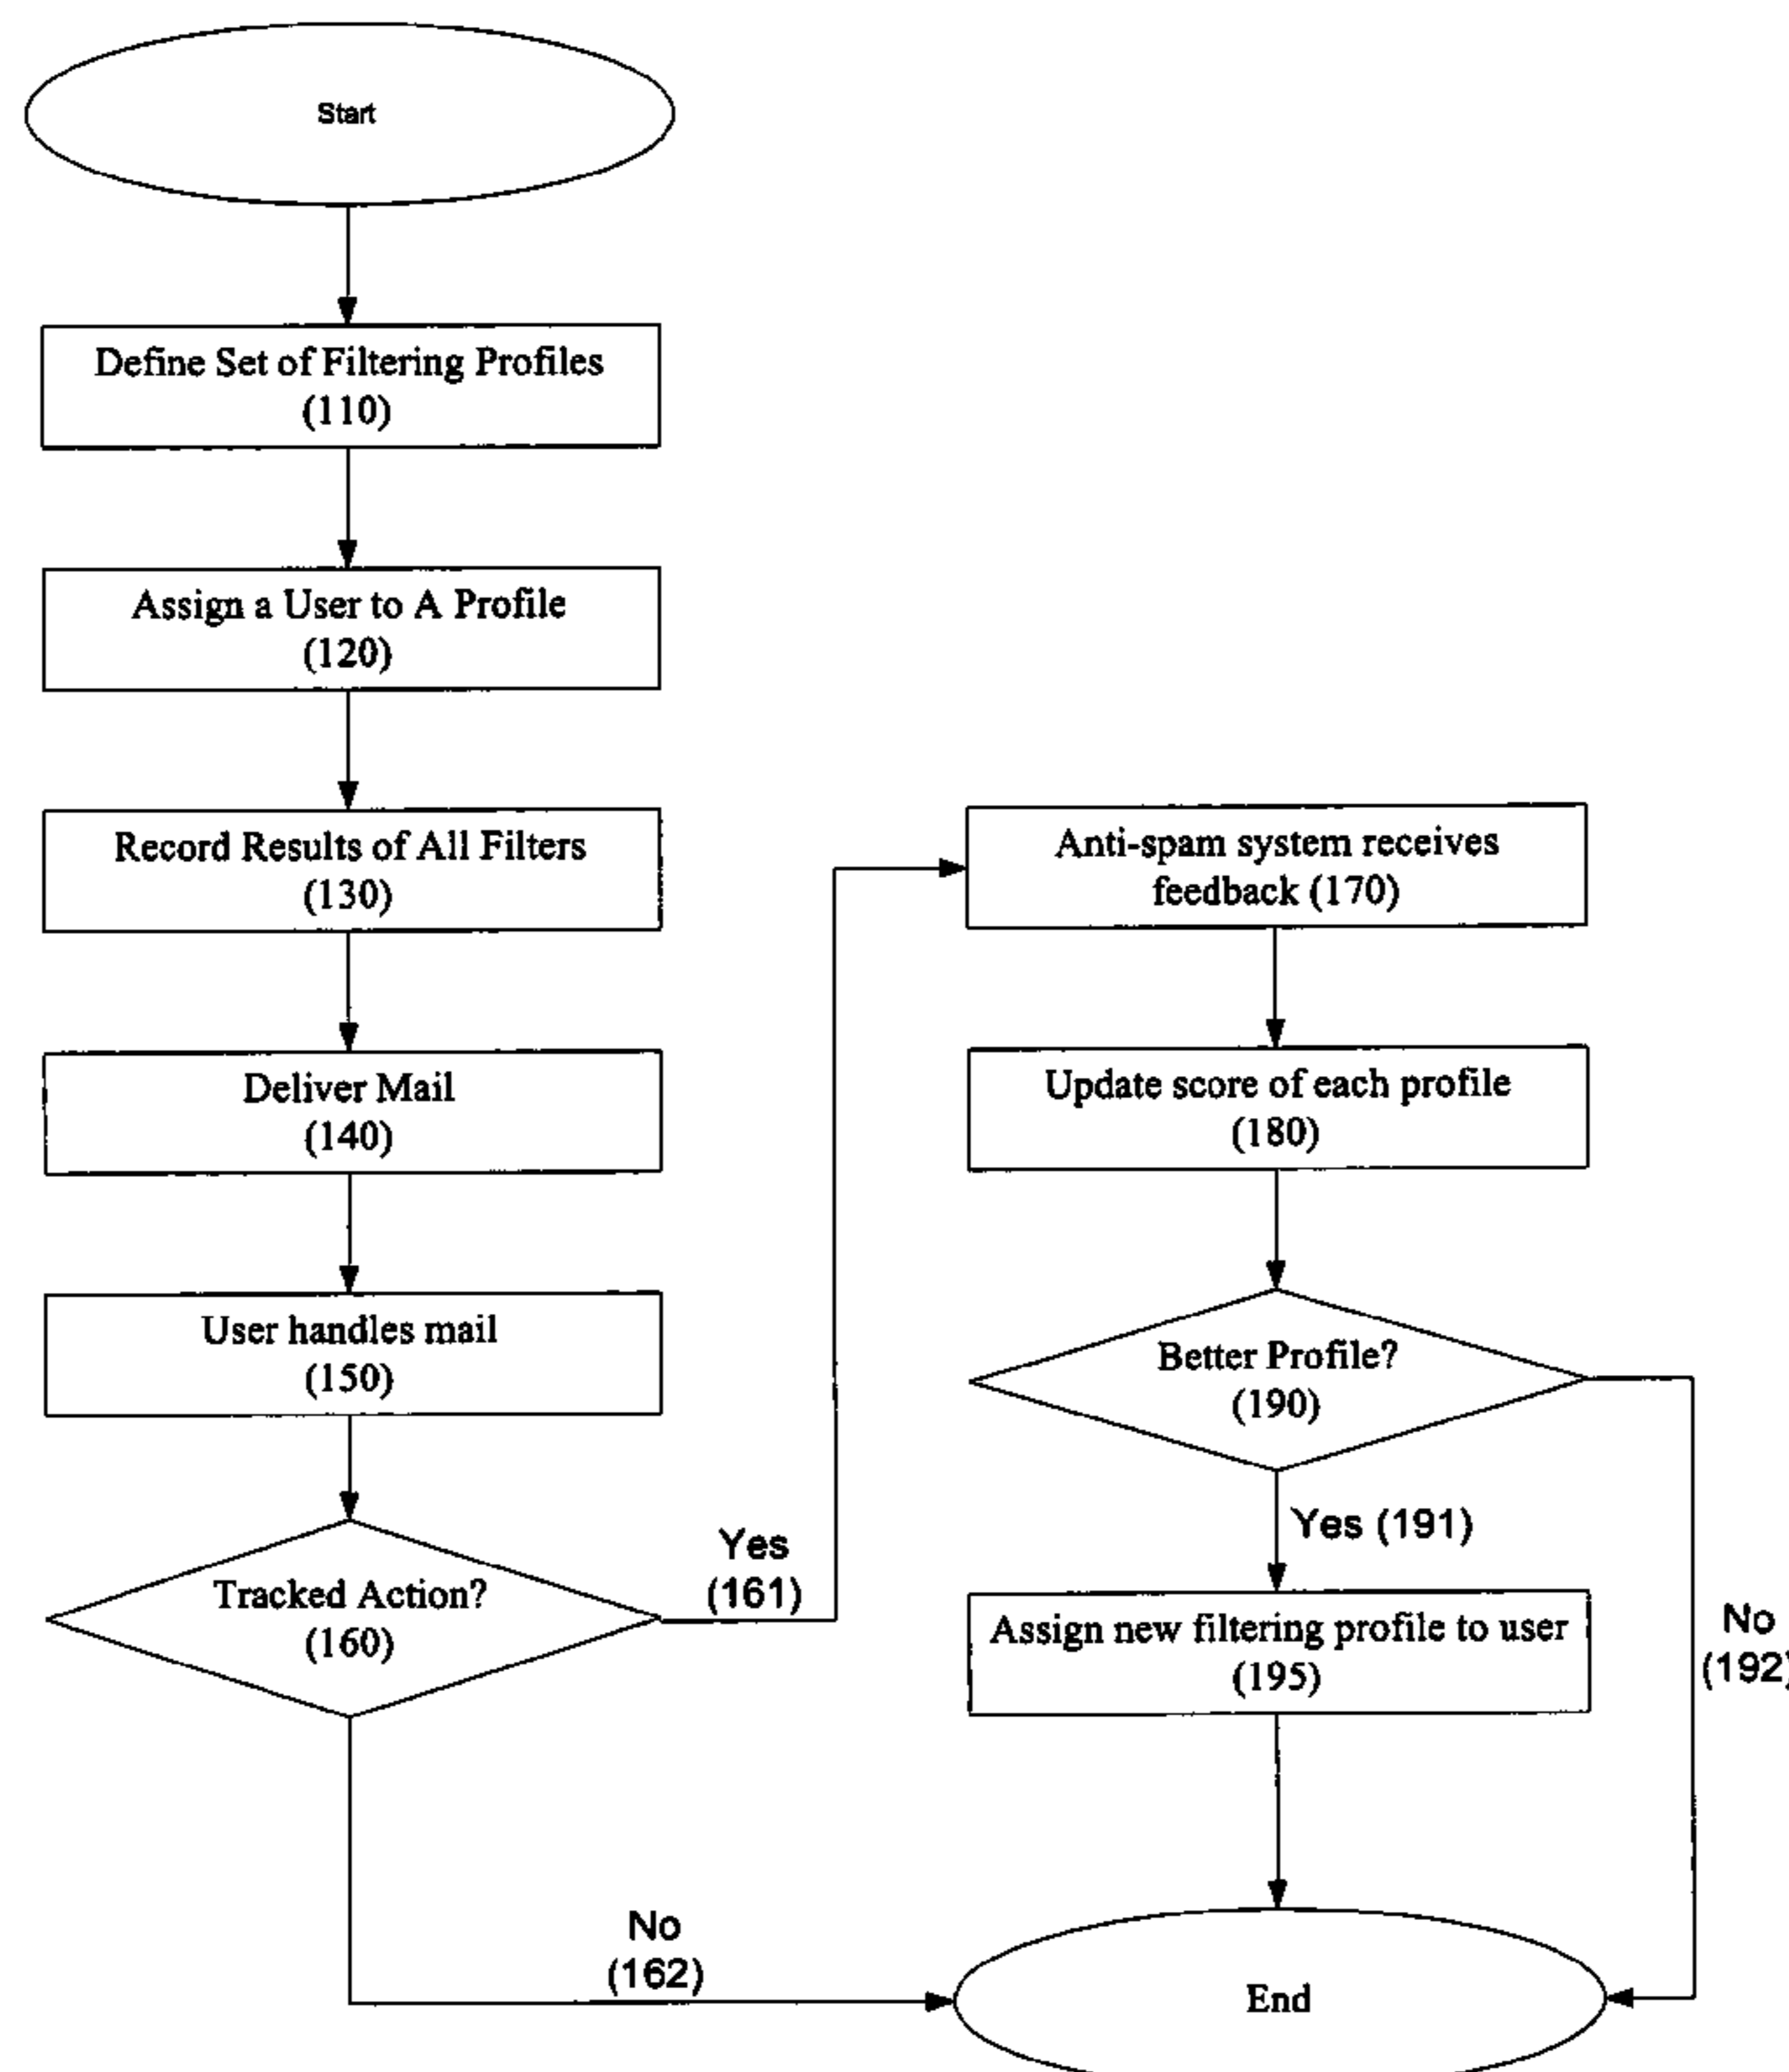 Start
Define Set of Filtering Profiles
(110)
Assign a User to A Profile
(120)
Record Results of All Filters
(130)
Deliver Mail
(140)
User handles mail
(150)
Tracked Action?
(160)
Yes
(161)
No
(162)
Anti-spam system receives
feedback (170)
Update score of each profile
(180)
Better Profile?
(190)
Yes (191)
Assign new filtering profile to user
(195)
No
(192)
End